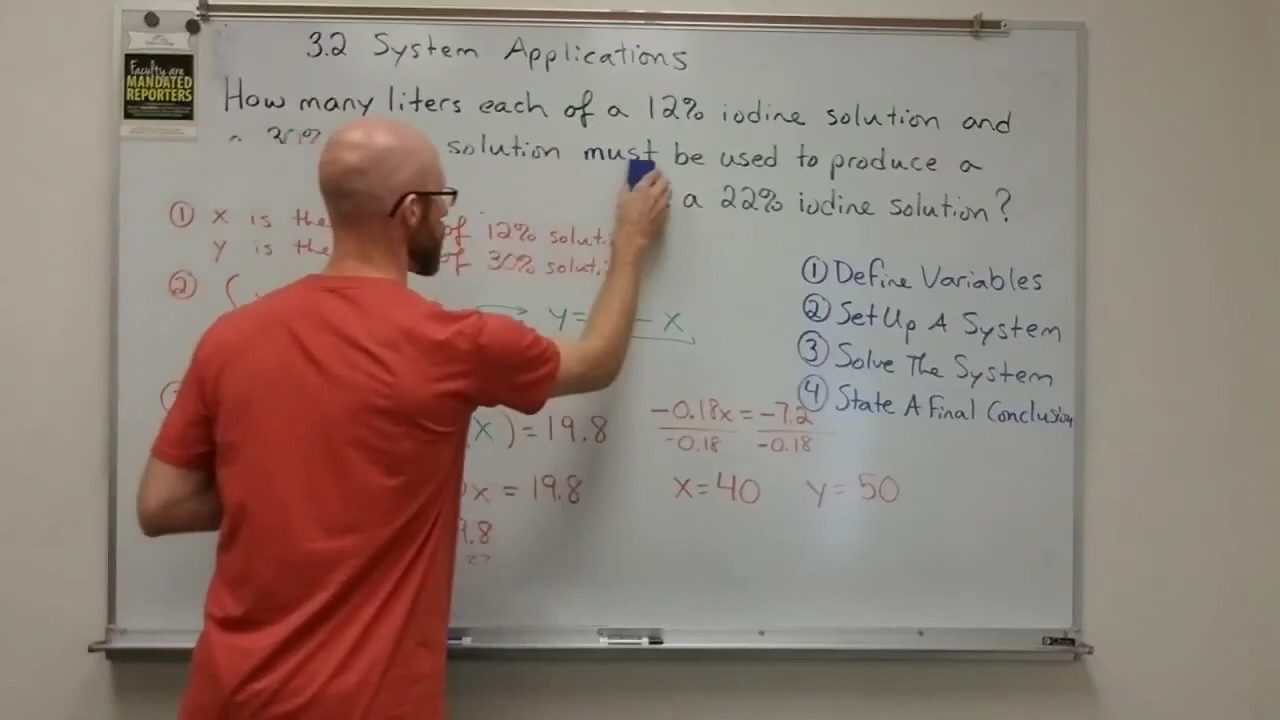 3.2 System Applications
Faculty are
MANDATED
REPORTERS
How many liters each of a 12% iodine solution and
solution must be used to produce a
a 22% iodine solution?
① x is the of 12%
y is the of 30%
②
y= - x
① Define Variables
② Set Up A System
③ Solve The System
④ State A Final Conclusion
x)=19.8
x = 19.8
9.8
-0.18x = -7.2
-0.18 -0.18
x=40 y=50